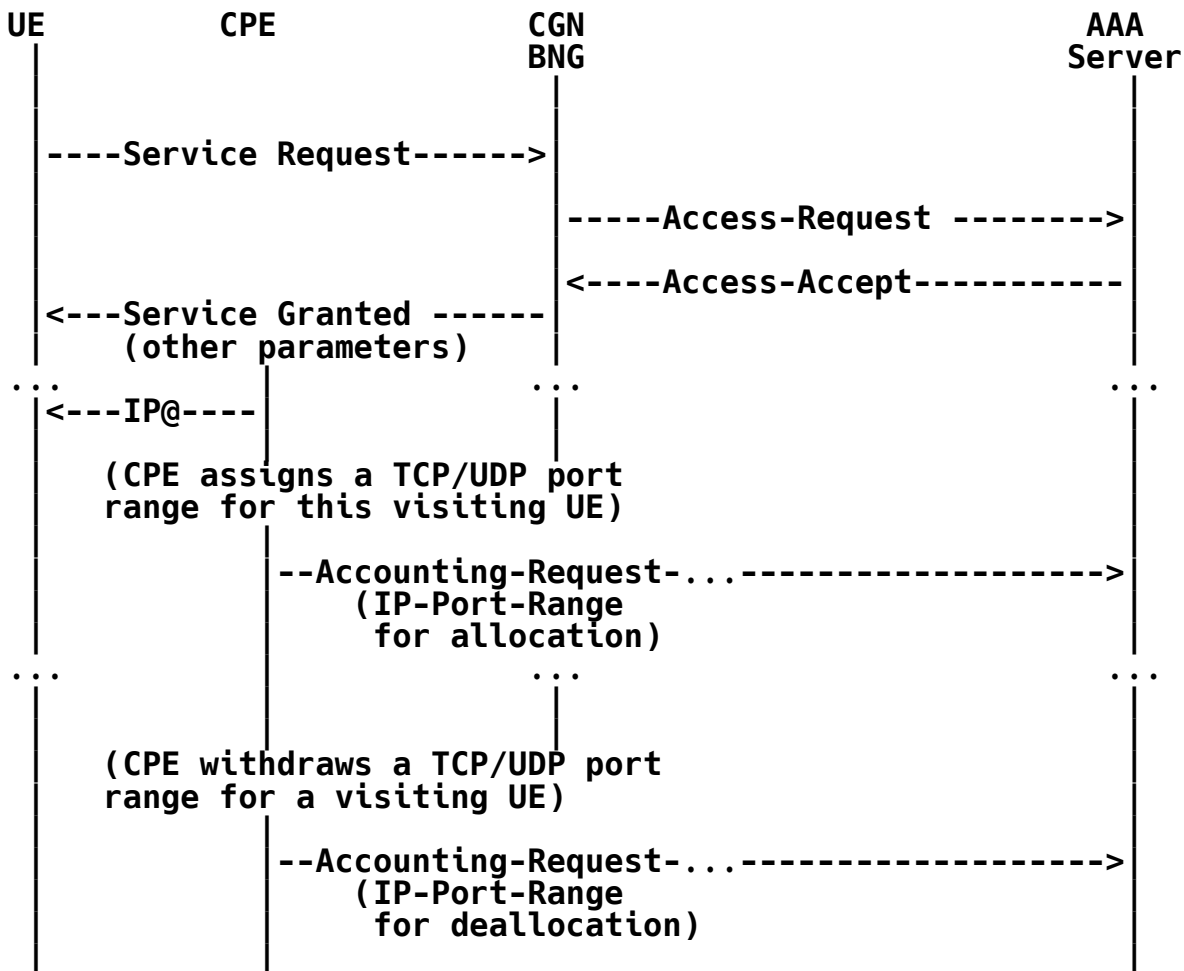 UE CPE CGN AAA
BNG Server
----Service Request------>
-----Access-Request -------->
<----Access-Accept-----------
<---Service Granted ------
(other parameters)
... ... ...
<---IP@----
(CPE assigns a TCP/UDP port
range for this visiting UE)
--Accounting-Request-...------------------->
(IP-Port-Range
for allocation)
... ... ...
(CPE withdraws a TCP/UDP port
range for a visiting UE)
--Accounting-Request-...------------------->
(IP-Port-Range
for deallocation)